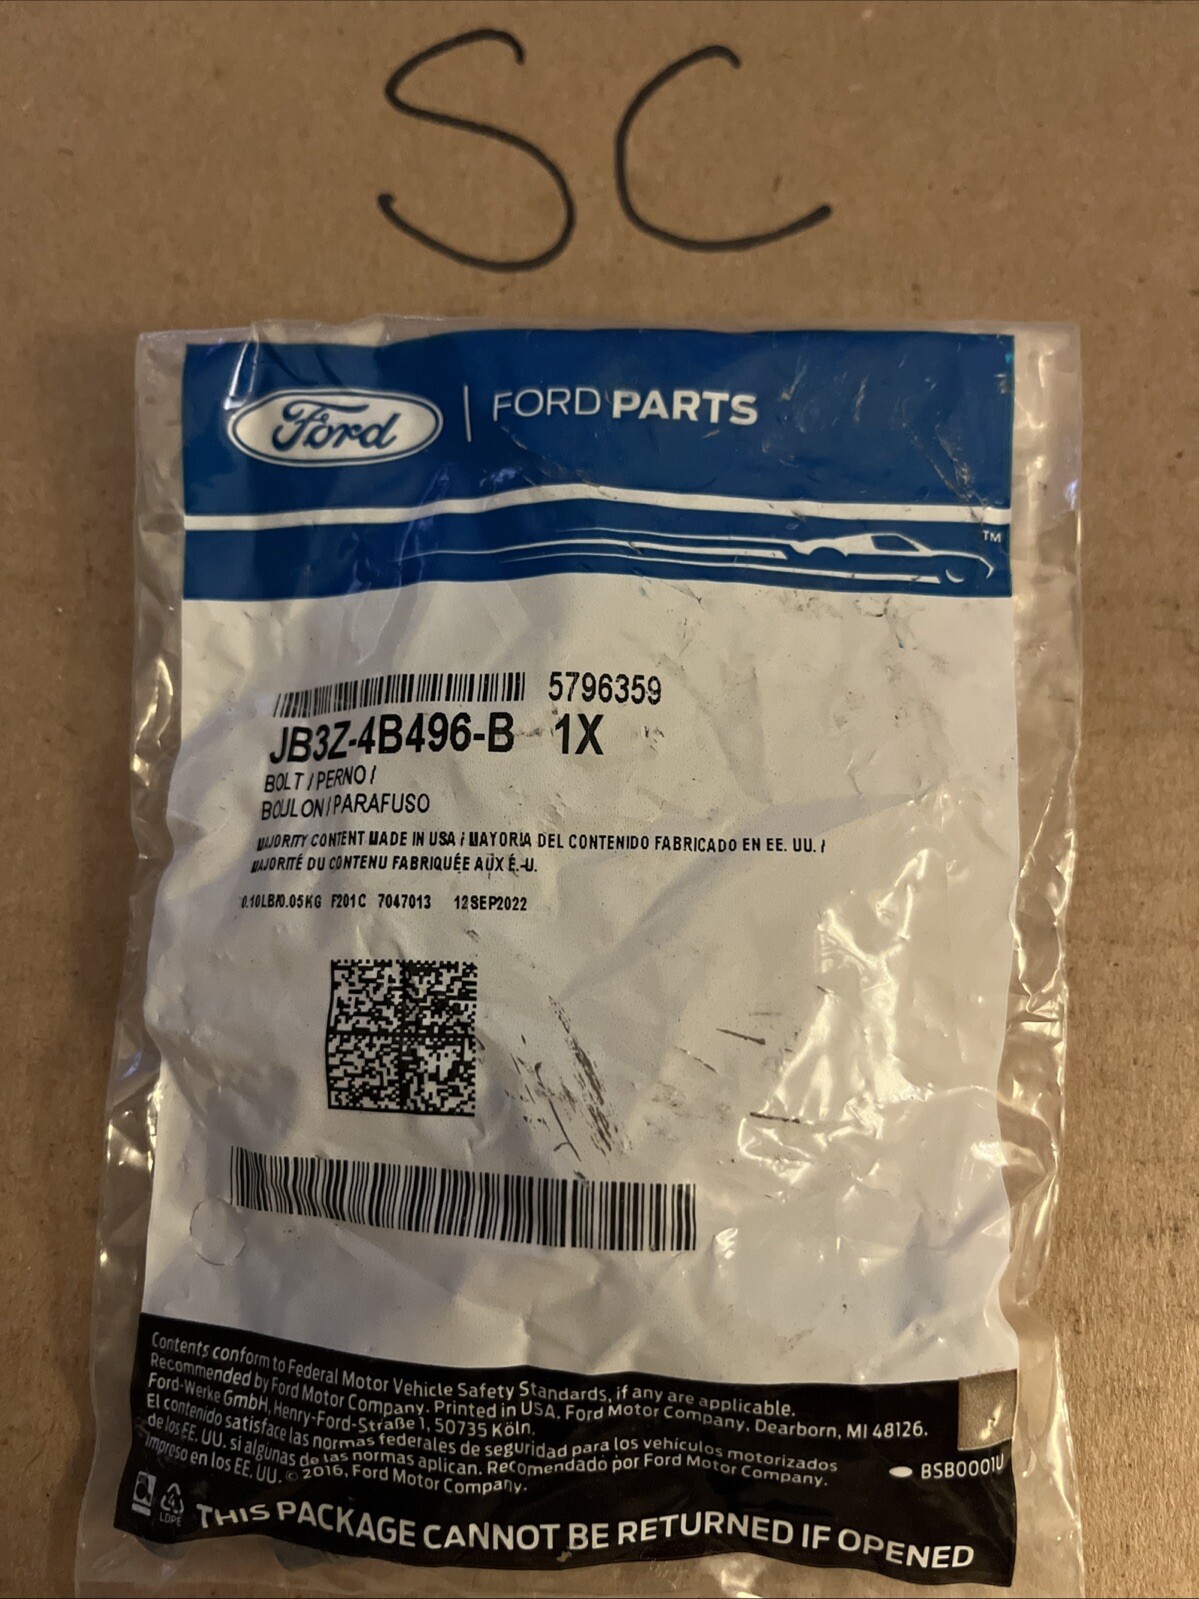 SC
Ford | FORD PARTS
TM
5796359
JB3Z-4B496-B 1X
BOLT / PERNO /
BOULON / PARAFUSO
MAJORITY CONTENT MADE IN USA / MAYORIA DEL CONTENIDO FABRICADO EN EE. UU. /
MAJORITÉ DU CONTENU FABRIQUÉE AUX É.-U.
0.10LB/0.05KG F201C 7047013 12SEP2022
Contents conform to Federal Motor Vehicle Safety Standards, if any are applicable.
Recommended by Ford Motor Company. Printed in USA. Ford Motor Company, Dearborn, MI 48126.
Ford-Werke GmbH, Henry-Ford-Straße 1, 50735 Köln.
El contenido satisface las normas federales de seguridad para los vehículos motorizados
de los EE. UU. si algunas de las normas aplican. Recomendado por Ford Motor Company.
Impreso en los EE. UU. © 2016, Ford Motor Company.
BSB0001U
4
LDPE
THIS PACKAGE CANNOT BE RETURNED IF OPENED